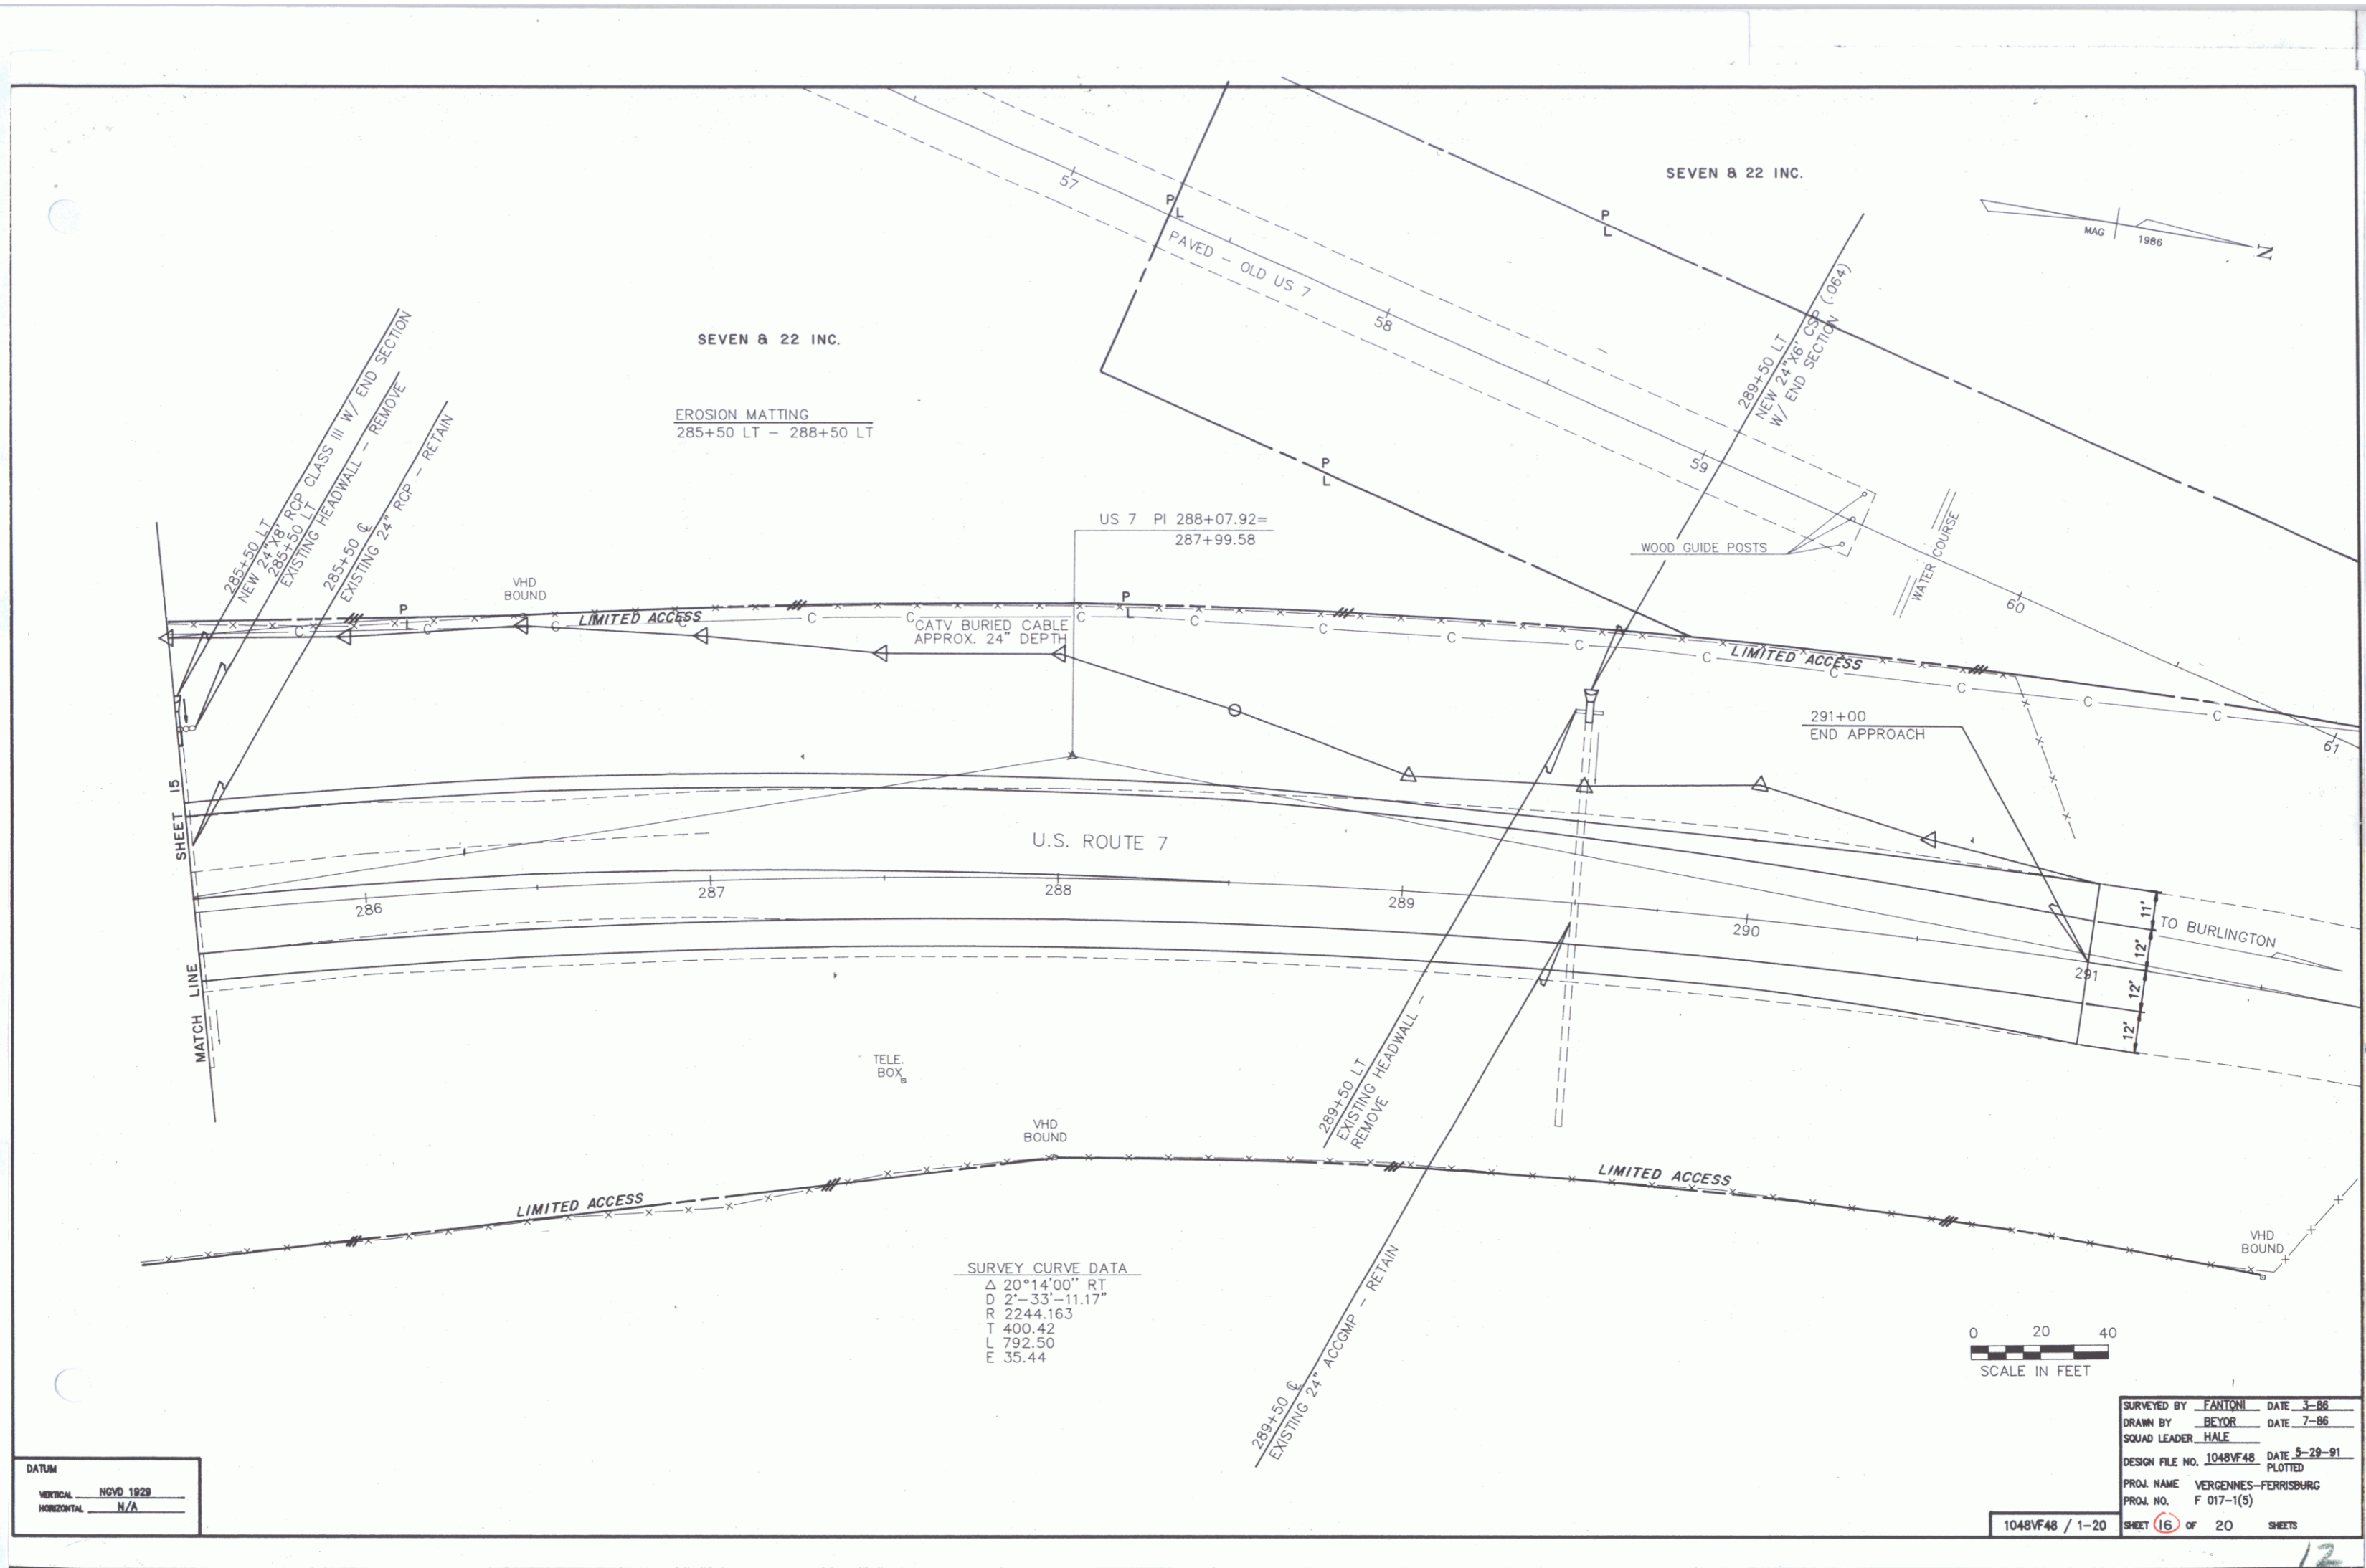 SEVEN & 22 INC.
57
P
L
P
L
PAVED - OLD US 7
MAG
1986
N
58
SEVEN & 22 INC.
EROSION MATTING
285+50 LT - 288+50 LT
285+50 LT
NEW 24"X8' RCP CLASS III W/ END SECTION
285+50 LT
EXISTING HEADWALL - REMOVE
285+50 ℄
EXISTING 24" RCP - RETAIN
289+50 LT
NEW 24"X6' CSP (.064)
W/ END SECTION
59
P
L
US 7 PI 288+07.92=
287+99.58
WOOD GUIDE POSTS
WATER COURSE
60
61
VHD
BOUND
P
L
LIMITED ACCESS
P
L
C C C C C C C C C C C C C C C
CATV BURIED CABLE
APPROX. 24" DEPTH
LIMITED ACCESS
291+00
END APPROACH
U.S. ROUTE 7
286
287
288
289
290
291
11'
12'
12'
12'
TO BURLINGTON
MATCH LINE SHEET 15
TELE.
BOX
289+50 LT
EXISTING HEADWALL -
REMOVE
VHD
BOUND
LIMITED ACCESS
LIMITED ACCESS
VHD
BOUND
289+50 ℄
EXISTING 24" ACCGMP - RETAIN
SURVEY CURVE DATA
Δ 20°14'00" RT
D 2°-33'-11.17"
R 2244.163
T 400.42
L 792.50
E 35.44
0 20 40
SCALE IN FEET
DATUM
VERTICAL NGVD 1929
HORIZONTAL N/A
SURVEYED BY FANTONI DATE 3-86
DRAWN BY BEYOR DATE 7-86
SQUAD LEADER HALE
DESIGN FILE NO. 1048VF48 DATE 5-29-91
PLOTTED
PROJ. NAME VERGENNES-FERRISBURG
PROJ. NO. F 017-1(5)
1048VF48 / 1-20
SHEET 16 OF 20 SHEETS
12